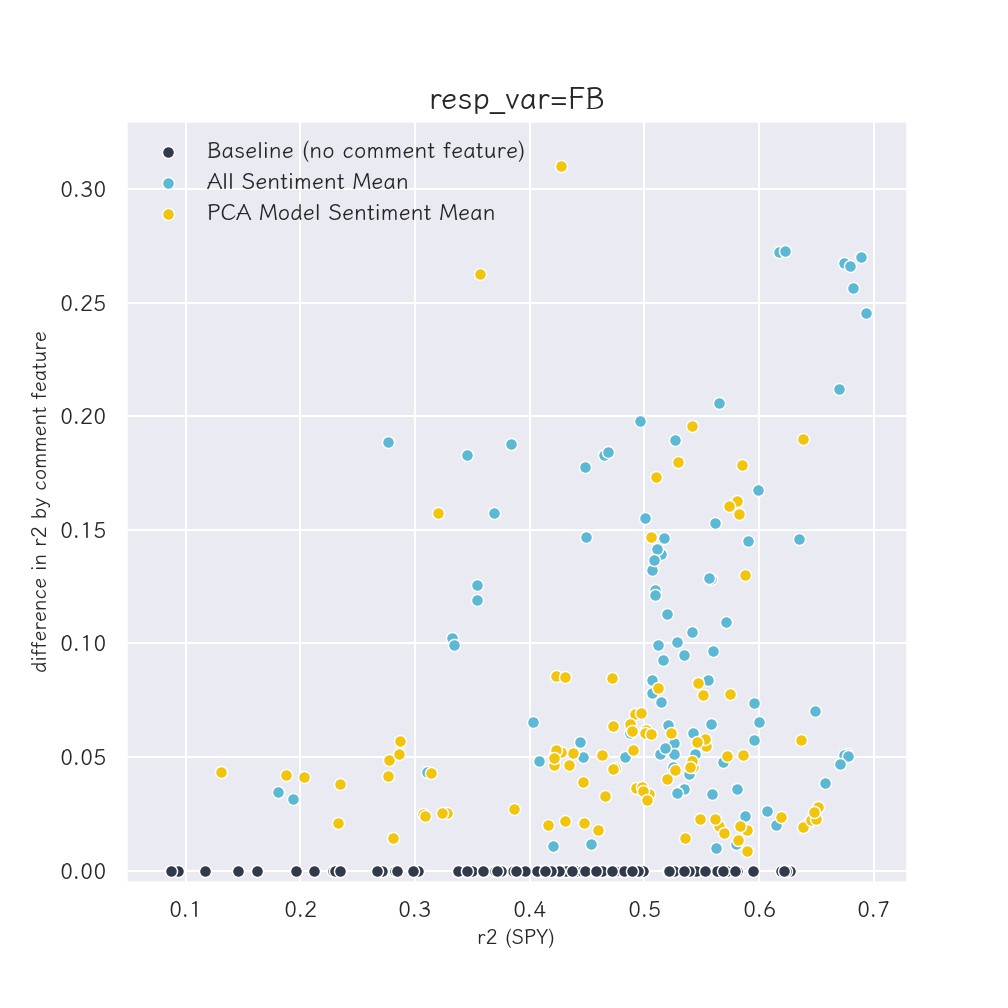 resp_var=FB
Baseline (no comment feature)
All Sentiment Mean
PCA Model Sentiment Mean
difference in r2 by comment feature
0.30
0.25
0.20
0.15
0.10
0.05
0.00
0.1 0.2 0.3 0.4 0.5 0.6 0.7
r2 (SPY)